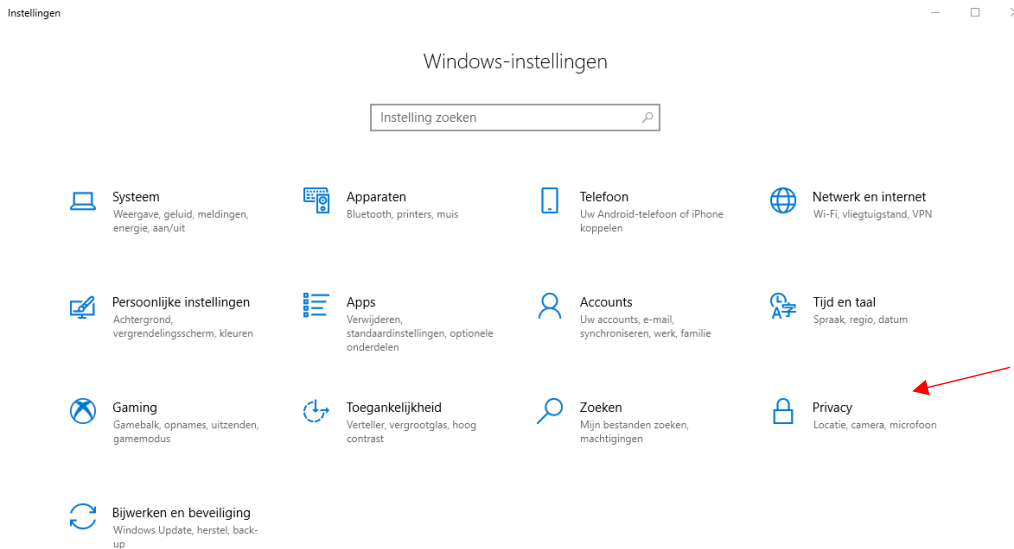 Instellingen
Windows-instellingen
Instelling zoeken
Systeem
Weergave, geluid, meldingen,
energie, aan/uit
Apparaten
Bluetooth, printers, muis
Telefoon
Uw Android-telefoon of iPhone
koppelen
Netwerk en internet
Wi-Fi, vliegtuigstand, VPN
Persoonlijke instellingen
Achtergrond,
vergrendelingsscherm, kleuren
Apps
Verwijderen,
standaardinstellingen, optionele
onderdelen
Accounts
Uw accounts, e-mail,
synchroniseren, werk, familie
Tijd en taal
Spraak, regio, datum
Gaming
Gamebalk, opnames, uitzenden,
gamemodus
Toegankelijkheid
Verteller, vergrootglas, hoog
contrast
Zoeken
Mijn bestanden zoeken,
machtigingen
Privacy
Locatie, camera, microfoon
Bijwerken en beveiliging
Windows Update, herstel, back-
up